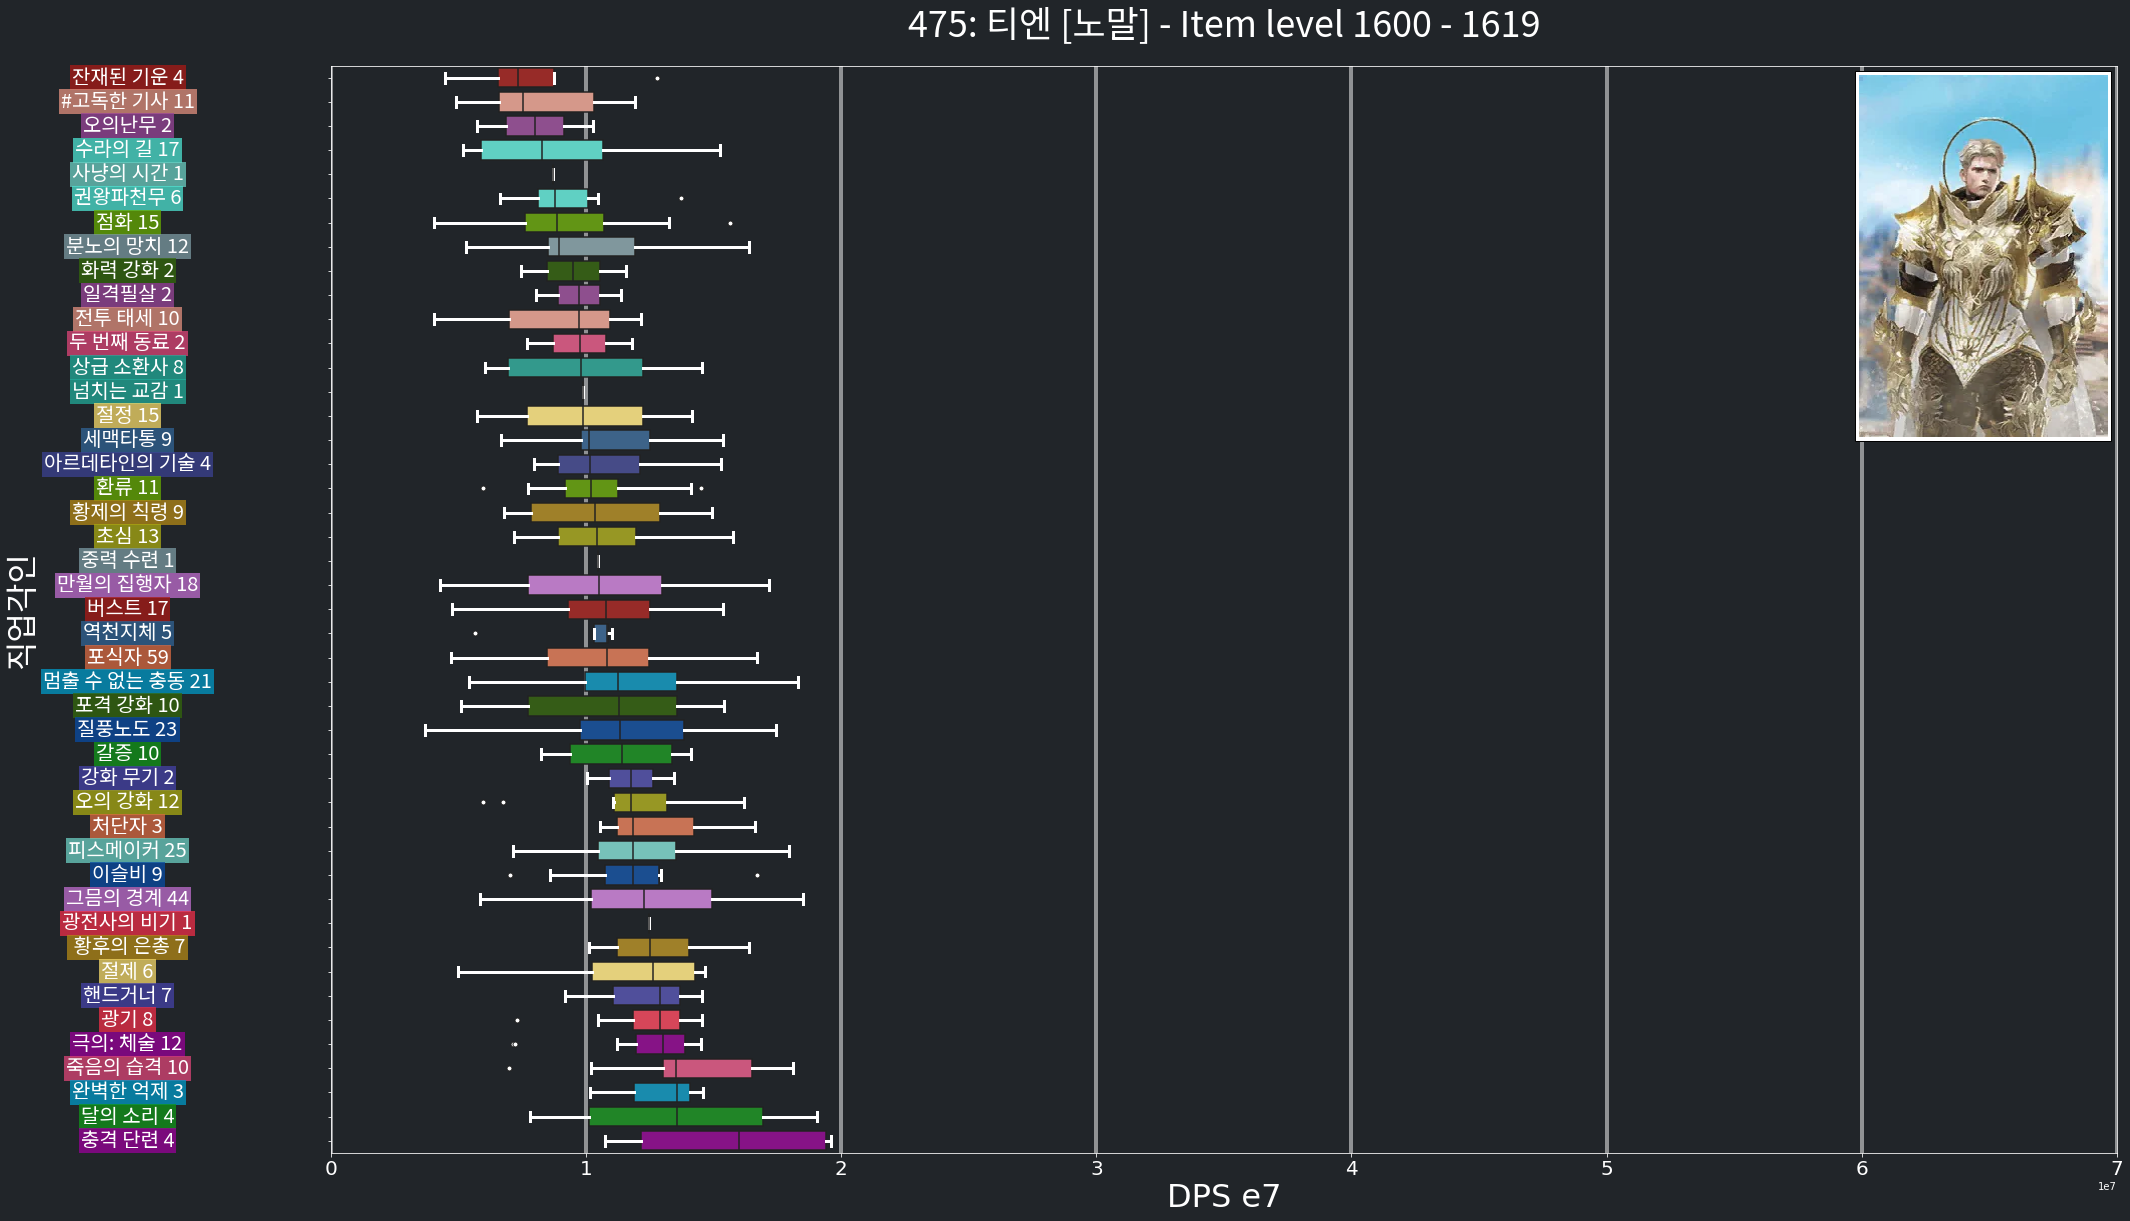 475: 티엔 [노말] - Item level 1600 - 1619
잔재된 기운 4
#고독한 기사 11
오의난무 2
수라의 길 17
사냥의 시간 1
권왕파천무 6
점화 15
분노의 망치 12
화력 강화 2
일격필살 2
전투 태세 10
두 번째 동료 2
상급 소환사 8
넘치는 교감 1
절정 15
세맥타통 9
아르데타인의 기술 4
환류 11
황제의 칙령 9
초심 13
중력 수련 1
만월의 집행자 18
버스트 17
역천지체 5
포식자 59
멈출 수 없는 충동 21
포격 강화 10
질풍노도 23
갈증 10
강화 무기 2
오의 강화 12
처단자 3
피스메이커 25
이슬비 9
그믐의 경계 44
광전사의 비기 1
황후의 은총 7
절제 6
핸드거너 7
광기 8
극의: 체술 12
죽음의 습격 10
완벽한 억제 3
달의 소리 4
충격 단련 4
직업각인
0 1 2 3 4 5 6 7
1e7
DPS e7